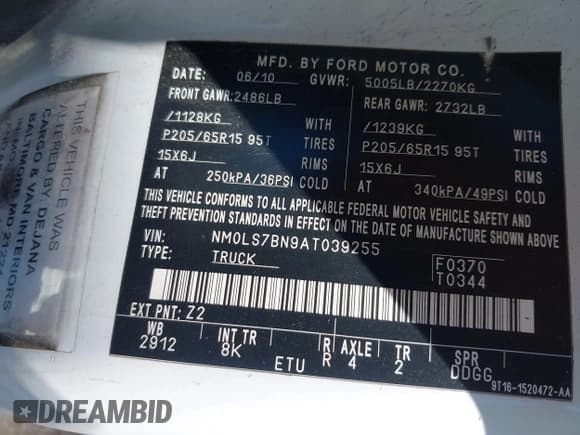 MFD. BY FORD MOTOR CO.
DATE: 06/10 GVWR: 5005LB/2270KG
FRONT GAWR: 2486LB REAR GAWR: 2732LB
/1128KG WITH /1239KG WITH
P205/65R15 95T TIRES P205/65R15 95T TIRES
15X6J RIMS 15X6J RIMS
AT 250kPA/36PSI COLD AT 340kPA/49PSI COLD
THIS VEHICLE CONFORMS TO ALL APPLICABLE FEDERAL MOTOR VEHICLE SAFETY AND
THEFT PREVENTION STANDARDS IN EFFECT ON THE DATE OF MANUFACTURE SHOWN ABOVE.
VIN: NM0LS7BN9AT039255
TYPE: TRUCK
F0370
T0344
EXT PNT: Z2
WB INT TR R AXLE TR SPR
2912 8K ETU R 4 2 DDGG
9T16-1520472-AA
THIS VEHICLE WAS
ALTERED BY: DEJANA
CARGO & VAN INTERIORS
BALTIMORE, MD
DREAMBID